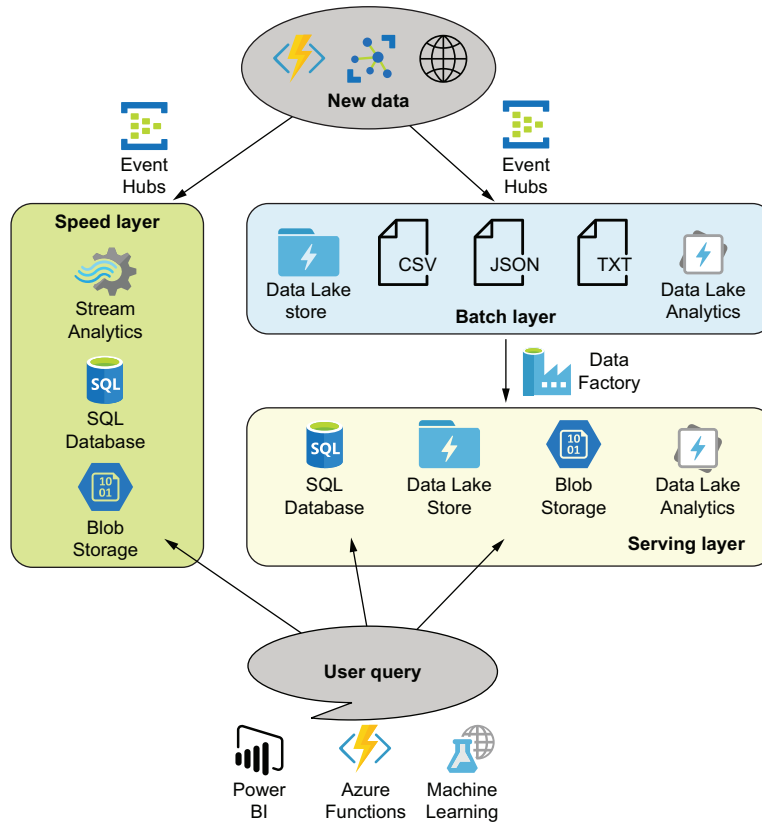 New data
Event
Hubs
Event
Hubs
Speed layer
Stream
Analytics
SQL
SQL
Database
10
01
Blob
Storage
CSV
JSON
TXT
Data Lake
store
Data Lake
Analytics
Batch layer
Data
Factory
SQL
10
01
SQL
Database
Data Lake
Store
Blob
Storage
Data Lake
Analytics
Serving layer
User query
Power
BI
Azure
Functions
Machine
Learning